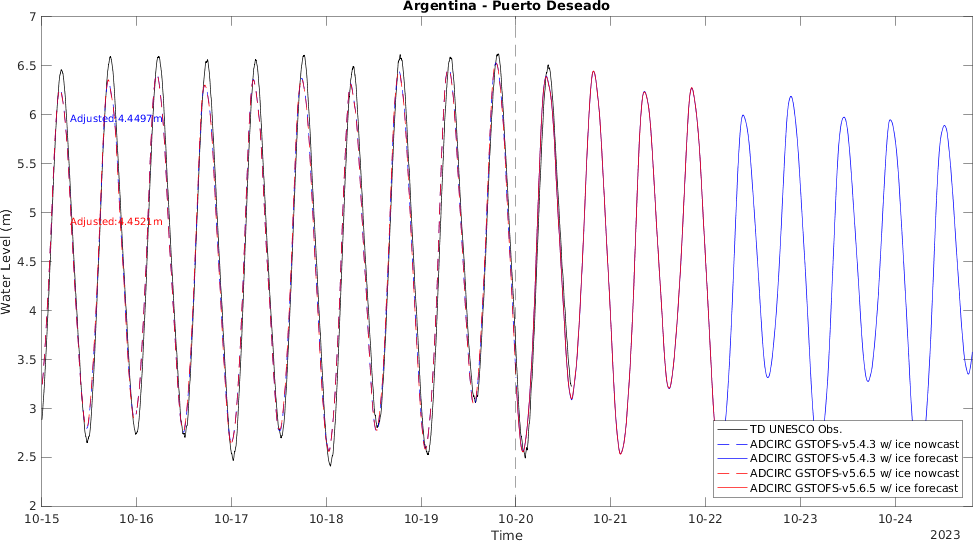 Argentina - Puerto Deseado
7
6.5
6
5.5
5
4.5
4
3.5
3
2.5
2
Water Level (m)
Adjusted:4.4497m
Adjusted:4.4521m
TD UNESCO Obs.
ADCIRC GSTOFS-v5.4.3 w/ ice nowcast
ADCIRC GSTOFS-v5.4.3 w/ ice forecast
ADCIRC GSTOFS-v5.6.5 w/ ice nowcast
ADCIRC GSTOFS-v5.6.5 w/ ice forecast
10-15 10-16 10-17 10-18 10-19 10-20 10-21 10-22 10-23 10-24
Time
2023